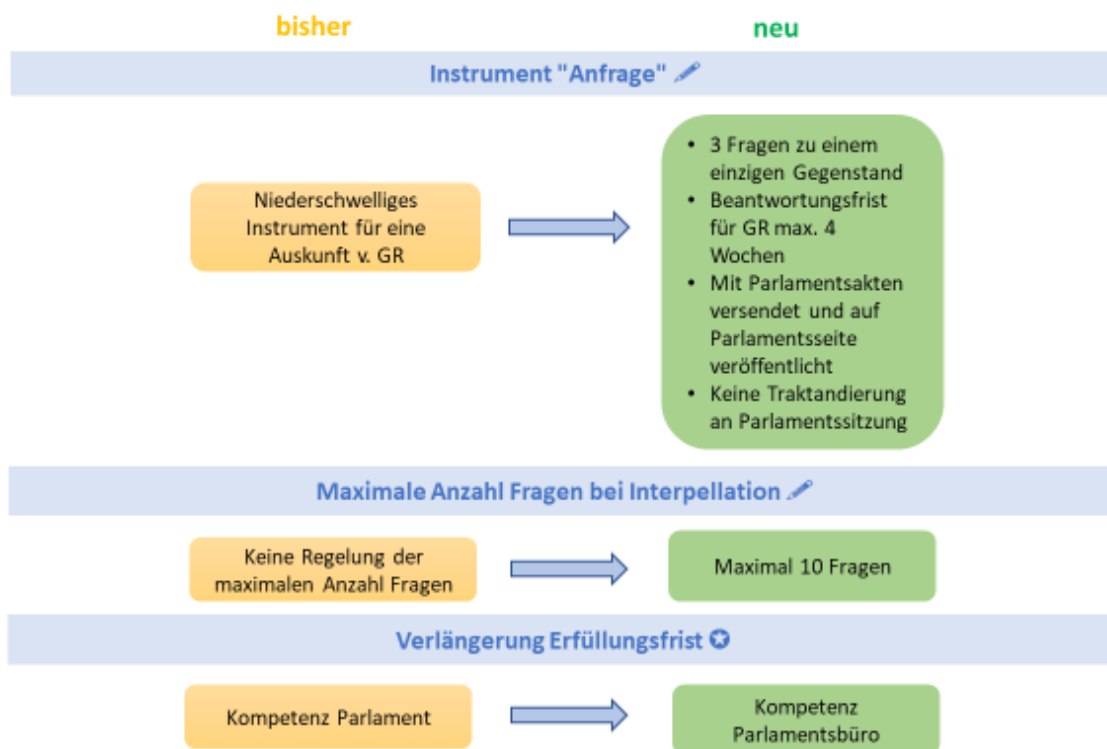 bisher
neu
Instrument "Anfrage"
Niederschwelliges
Instrument für eine
Auskunft v. GR
• 3 Fragen zu einem
einzigen Gegenstand
• Beantwortungsfrist
für GR max. 4
Wochen
• Mit Parlamentsakten
versendet und auf
Parlamentsseite
veröffentlicht
• Keine Traktandierung
an Parlamentssitzung
Maximale Anzahl Fragen bei Interpellation
Keine Regelung der
maximalen Anzahl Fragen
Maximal 10 Fragen
Verlängerung Erfüllungsfrist
Kompetenz Parlament
Kompetenz
Parlamentsbüro